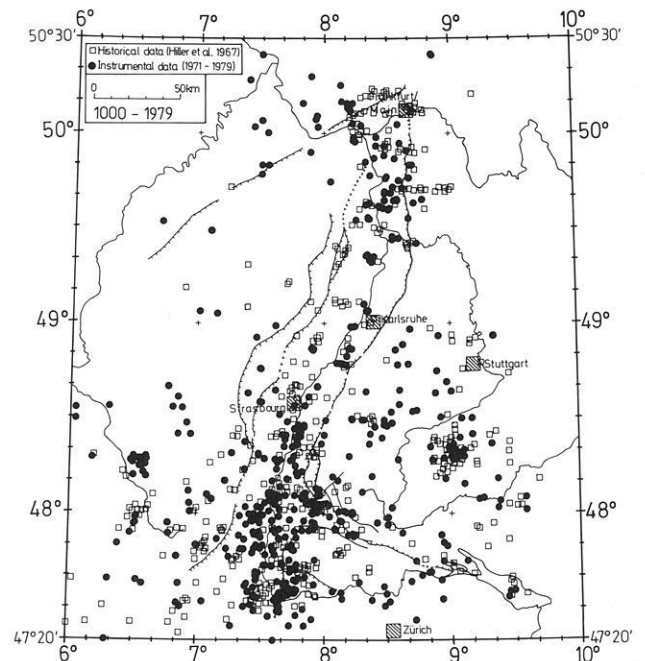 6° 7° 8° 9° 10°
50°30' 50°30'
□ Historical data (Hiller et al. 1967)
● Instrumental data (1971 - 1979)
0 50km
1000 - 1979
Frankfurt
Main
50° 50°
49° 49°
Karlsruhe
Stuttgart
Strasbourg
48° 48°
Zürich
47°20' 47°20'
6° 7° 8° 9° 10°